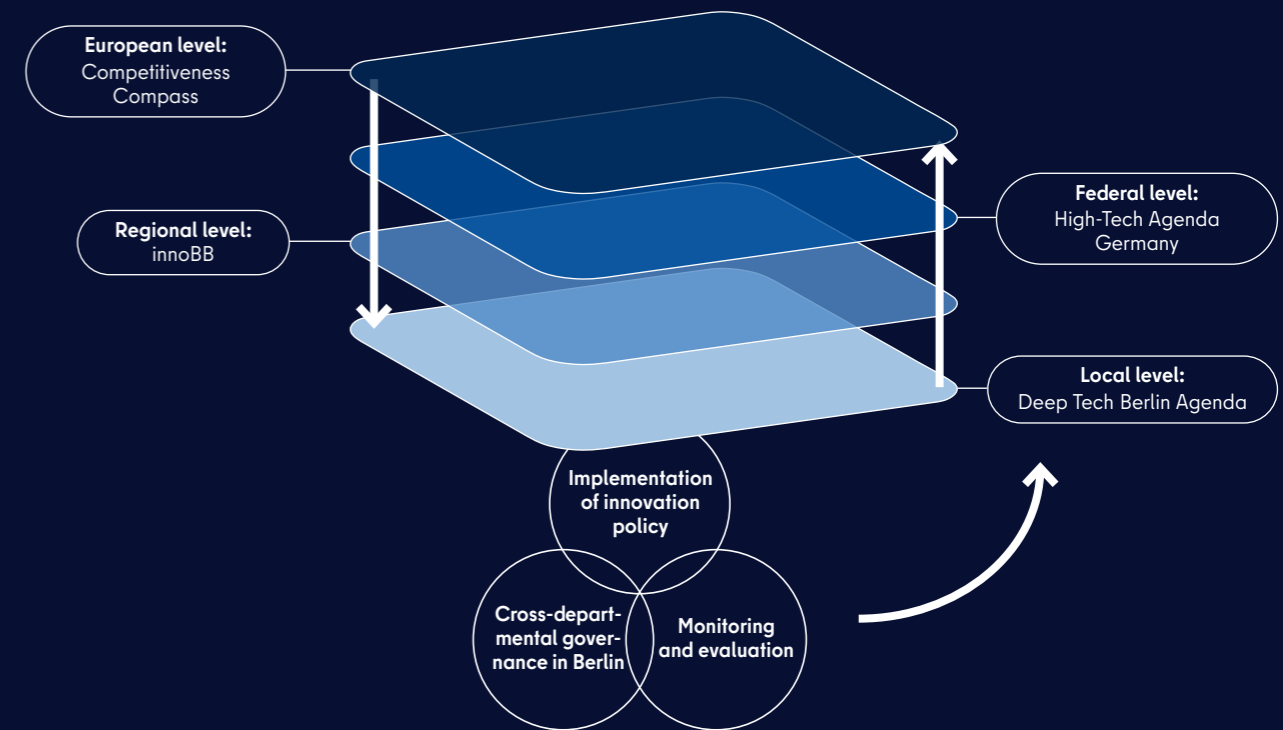 European level:
Competitiveness
Compass
Federal level:
High-Tech Agenda
Germany
Regional level:
innoBB
Local level:
Deep Tech Berlin Agenda
Implementation
of innovation
policy
Cross-depart-
mental gover-
nance in Berlin
Monitoring
and evaluation